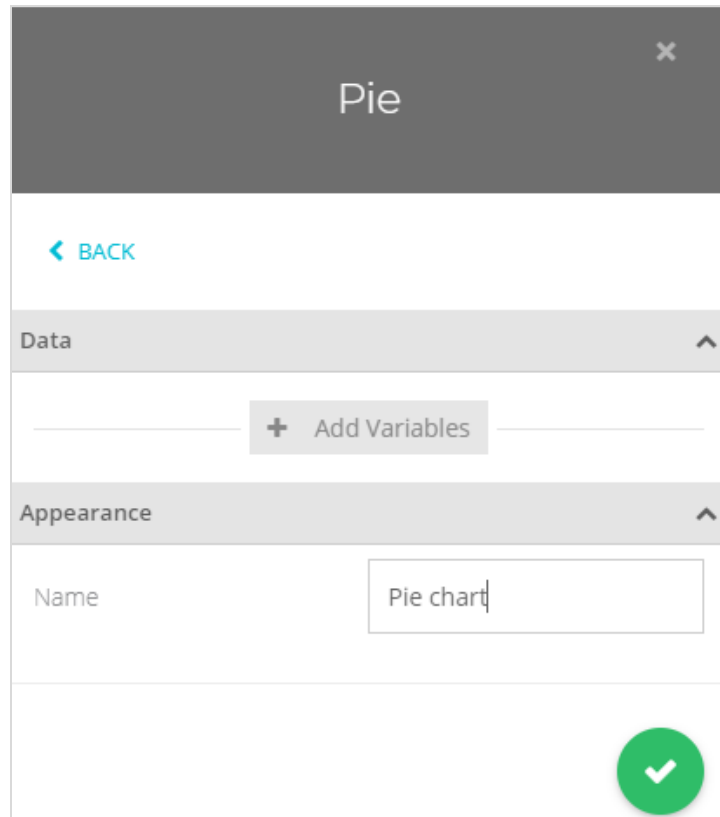 Pie
BACK
Data
Add Variables
Appearance
Name Pie chart